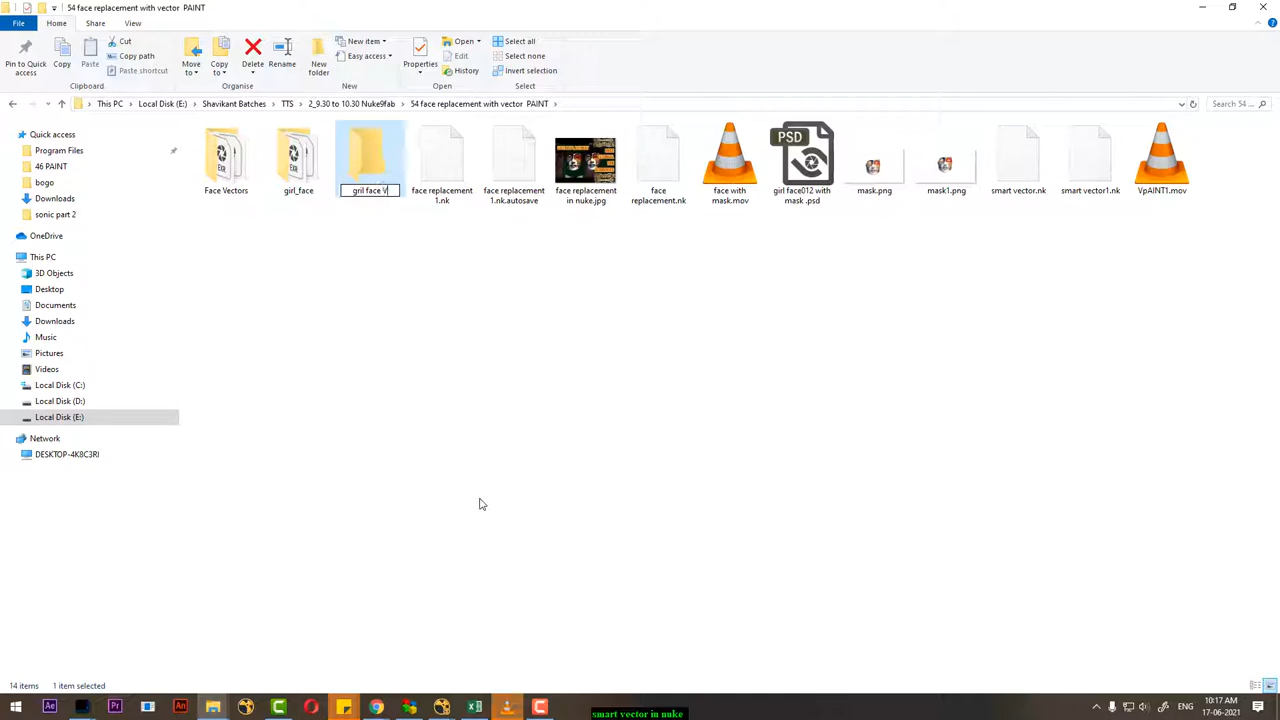 54 face replacement with vector  PAINT
File
Home
Share
View
Pin to Quick access
Copy
Paste
Cut
Copy path
Paste shortcut
Move to
Copy to
Delete
Rename
New folder
New item
Easy access
Properties
Open
Edit
History
Select all
Select none
Invert selection
Clipboard
Organise
New
Open
Select
This PC > Local Disk (E:) > Shavikant Batches > TTS > 2_9.30 to 10.30 Nuke9fab > 54 face replacement with vector  PAINT >
Search 54 ...
Quick access
Program Files
46 PAINT
bogo
Downloads
sonic part 2
OneDrive
This PC
3D Objects
Desktop
Documents
Downloads
Music
Pictures
Videos
Local Disk (C:)
Local Disk (D:)
Local Disk (E:)
Network
DESKTOP-4K8C3RI
PSD
Face Vectors
girl_face
gril face V
face replacement 1.nk
face replacement 1.nk.autosave
face replacement in nuke.jpg
face replacement.nk
face with mask.mov
girl face012 with mask .psd
mask.png
mask1.png
smart vector.nk
smart vector1.nk
VpAINT1.mov
14 items
1 item selected
Ae
Pr
An
smart vector in nuke
ENG
10:17 AM
17-06-2021